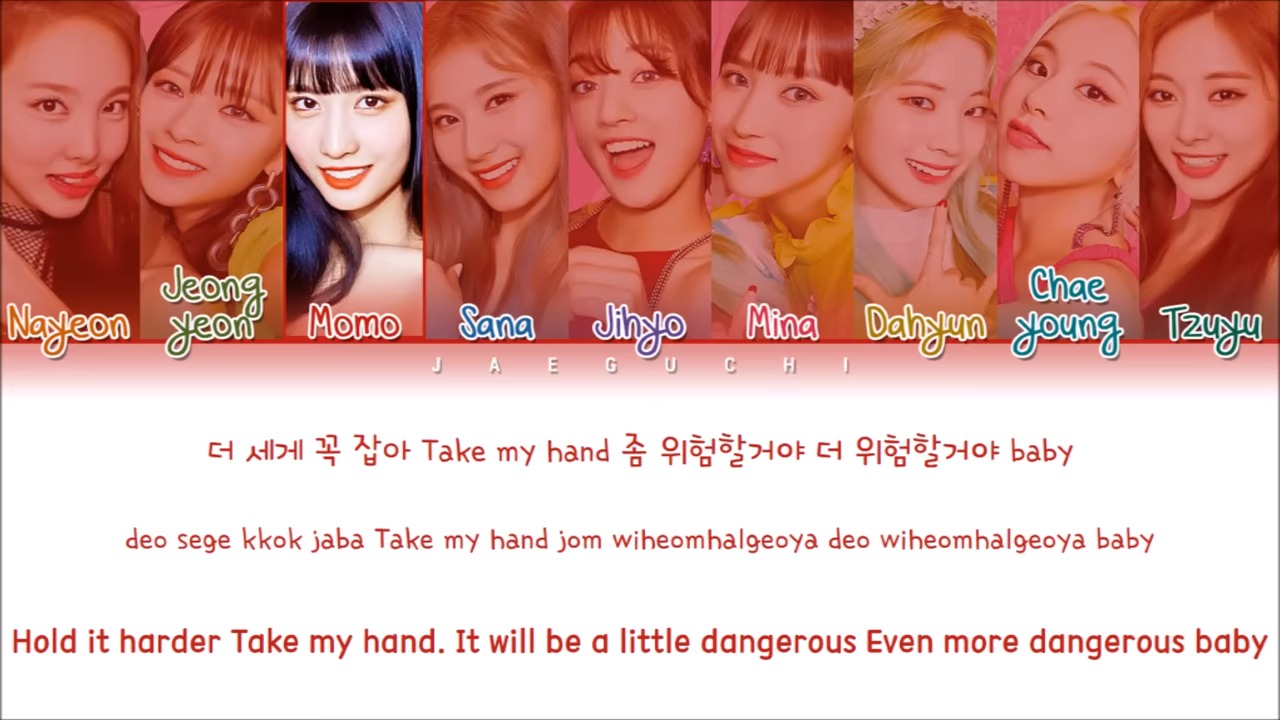 Nayeon
Jeong
yeon
Momo
Sana
Jihyo
Mina
Dahyun
Chae
young
Tzuyu
JAEGUCHI
더 세게 꼭 잡아 Take my hand 좀 위험할거야 더 위험할거야 baby
deo sege kkok jaba Take my hand jom wiheomhalgeoya deo wiheomhalgeoya baby
Hold it harder Take my hand. It will be a little dangerous Even more dangerous baby